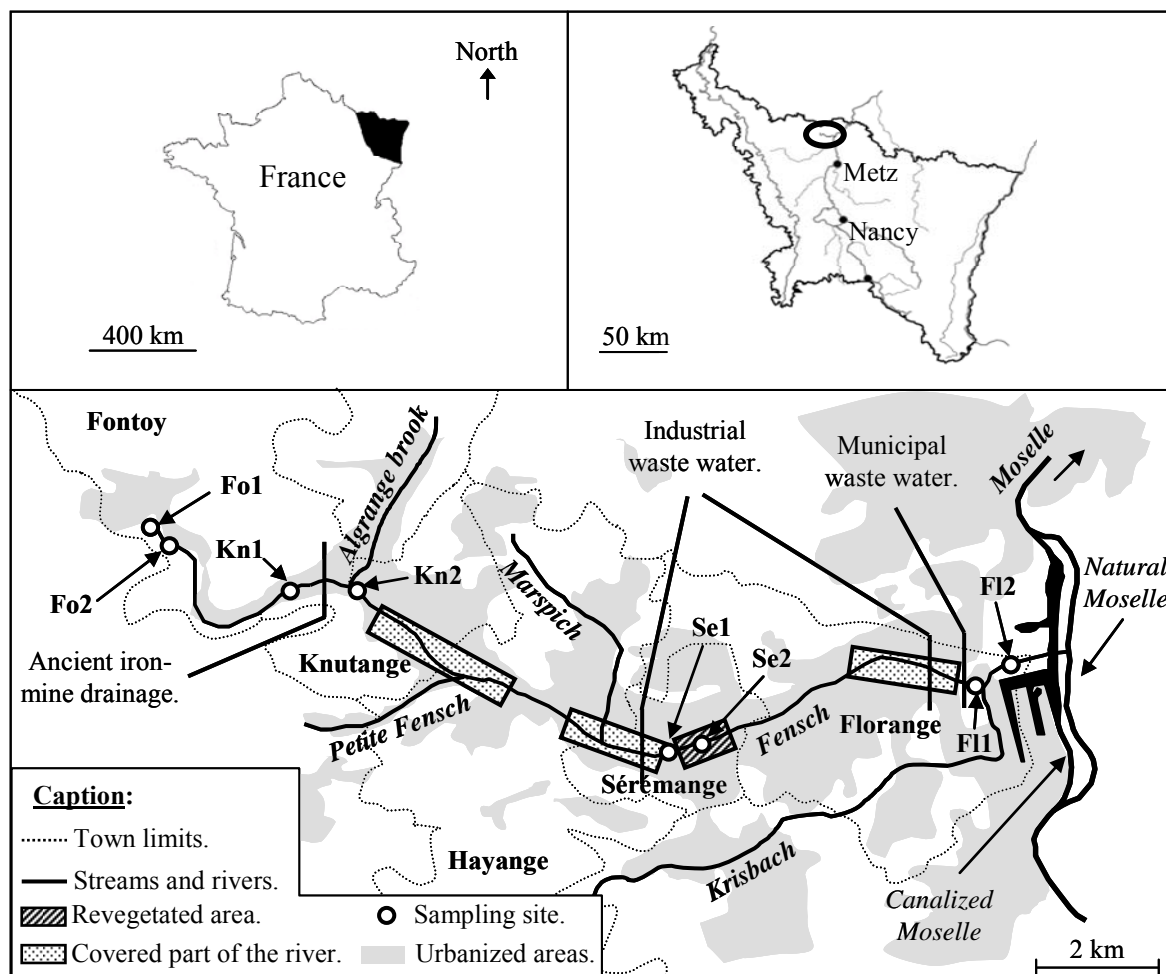 North
France
400 km
Metz
Nancy
50 km
Fontoy
Fo1
Fo2
Kn1
Algrange brook
Kn2
Ancient iron-
mine drainage.
Knutange
Petite Fensch
Marspich
Industrial
waste water.
Municipal
waste water.
Se1
Se2
Sérémange
Fensch
Florange
Fl1
Fl2
Moselle
Natural
Moselle
Hayange
Krisbach
Canalized
Moselle
2 km
Caption:
Town limits.
Streams and rivers.
Revegetated area.
Sampling site.
Covered part of the river.
Urbanized areas.